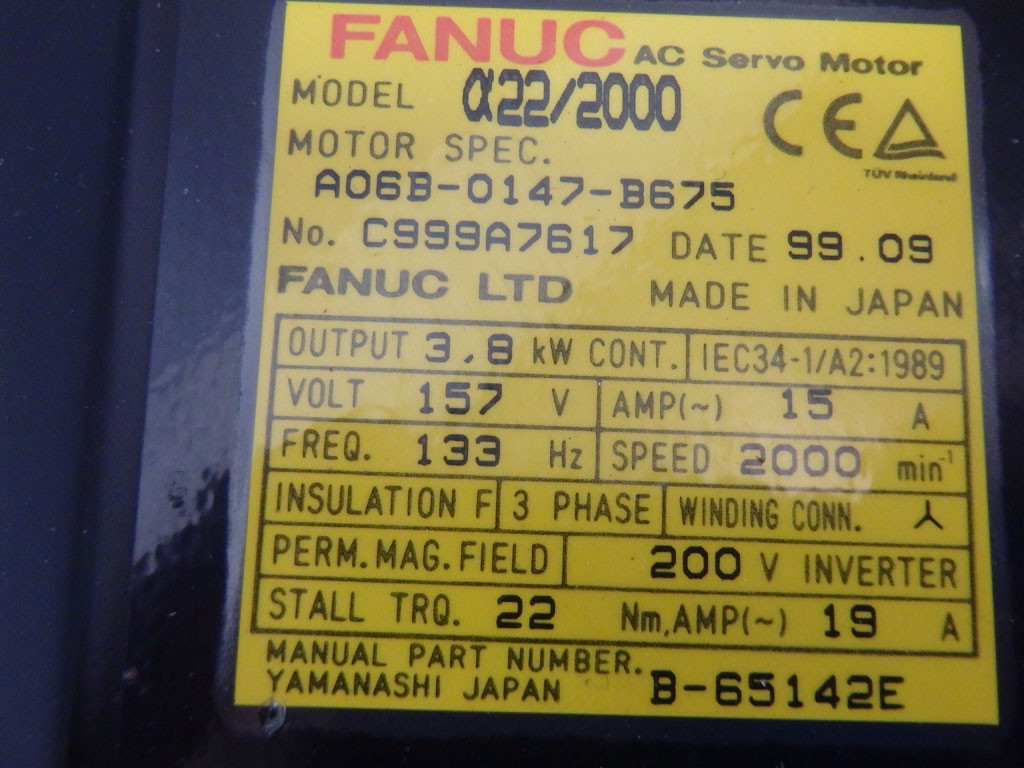 FANUC AC Servo Motor
MODEL α22/2000
CE
TÜV Rheinland
MOTOR SPEC.
A06B-0147-B675
No. C999A7617 DATE 99.09
FANUC LTD MADE IN JAPAN
OUTPUT 3.8 kW CONT. IEC34-1/A2:1989
VOLT 157 V AMP(~) 15 A
FREQ. 133 Hz SPEED 2000 min⁻¹
INSULATION F 3 PHASE WINDING CONN.
PERM.MAG.FIELD 200 V INVERTER
STALL TRQ. 22 Nm,AMP(~) 19 A
MANUAL PART NUMBER.
YAMANASHI JAPAN B-65142E